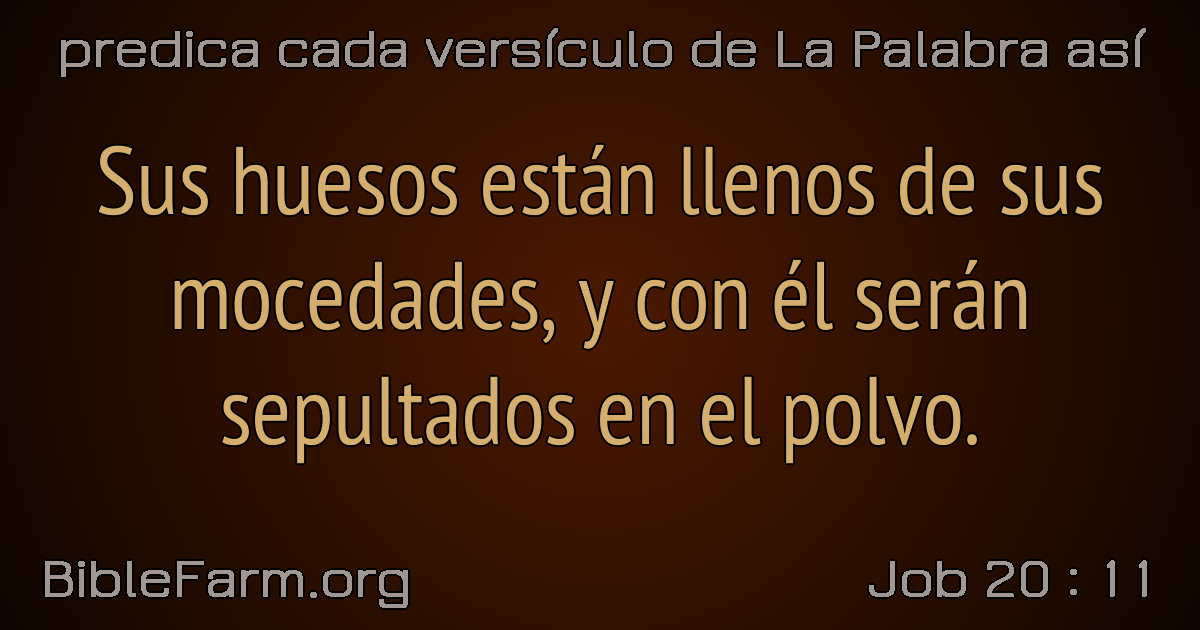 predica cada versículo de La Palabra así
Sus huesos están llenos de sus
mocedades, y con él serán
sepultados en el polvo.
BibleFarm.org
Job 20 : 11